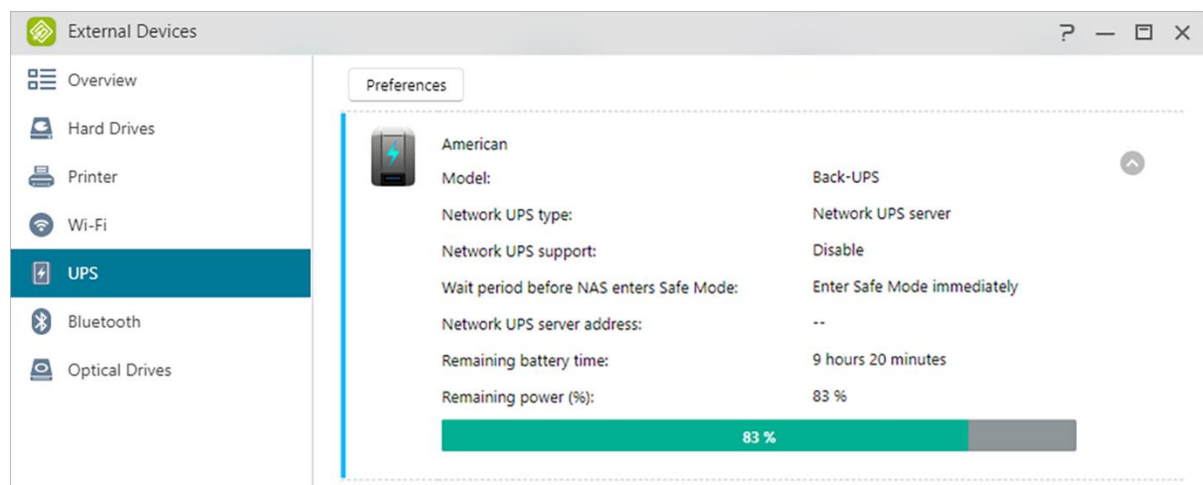 External Devices
Overview
Hard Drives
Printer
Wi-Fi
UPS
Bluetooth
Optical Drives
Preferences
American
Model: Back-UPS
Network UPS type: Network UPS server
Network UPS support: Disable
Wait period before NAS enters Safe Mode: Enter Safe Mode immediately
Network UPS server address: --
Remaining battery time: 9 hours 20 minutes
Remaining power (%): 83 %
83 %